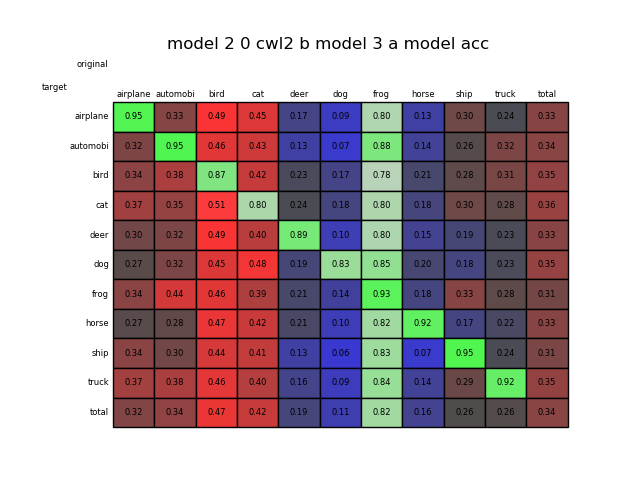 model 2 0 cwl2 b model 3 a model acc
original
target
airplane automobi bird cat deer dog frog horse ship truck total
airplane 0.95 0.33 0.49 0.45 0.17 0.09 0.80 0.13 0.30 0.24 0.33
automobi 0.32 0.95 0.46 0.43 0.13 0.07 0.88 0.14 0.26 0.32 0.34
bird 0.34 0.38 0.87 0.42 0.23 0.17 0.78 0.21 0.28 0.31 0.35
cat 0.37 0.35 0.51 0.80 0.24 0.18 0.80 0.18 0.30 0.28 0.36
deer 0.30 0.32 0.49 0.40 0.89 0.10 0.80 0.15 0.19 0.23 0.33
dog 0.27 0.32 0.45 0.48 0.19 0.83 0.85 0.20 0.18 0.23 0.35
frog 0.34 0.44 0.46 0.39 0.21 0.14 0.93 0.18 0.33 0.28 0.31
horse 0.27 0.28 0.47 0.42 0.21 0.10 0.82 0.92 0.17 0.22 0.33
ship 0.34 0.30 0.44 0.41 0.13 0.06 0.83 0.07 0.95 0.24 0.31
truck 0.37 0.38 0.46 0.40 0.16 0.09 0.84 0.14 0.29 0.92 0.35
total 0.32 0.34 0.47 0.42 0.19 0.11 0.82 0.16 0.26 0.26 0.34